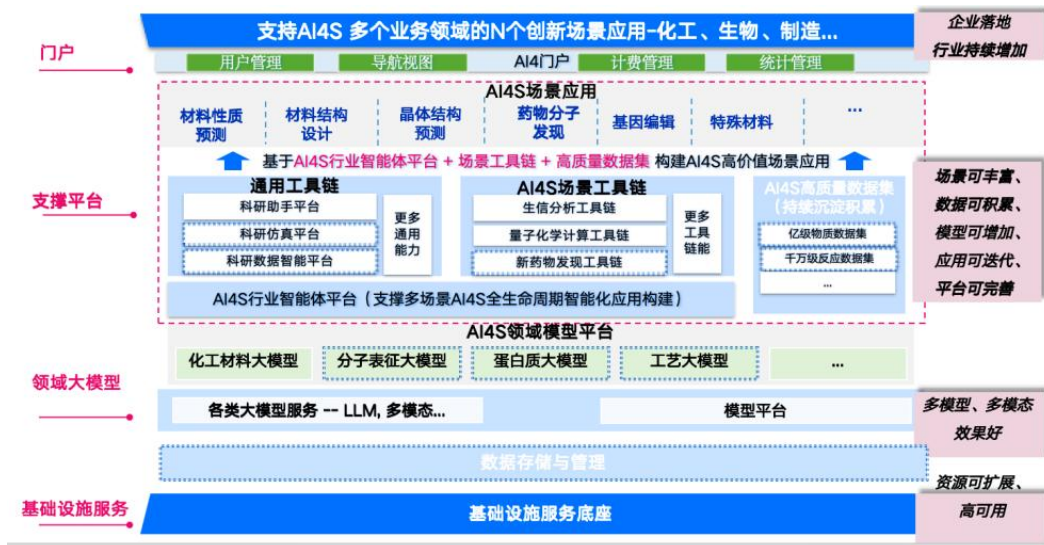 支持AI4S 多个业务领域的N个创新场景应用-化工、生物、制造...
企业落地
行业持续增加
门户
用户管理
导航视图
AI4门户
计费管理
统计管理
AI4S场景应用
材料性质
预测
材料结构
设计
晶体结构
预测
药物分子
发现
基因编辑
特殊材料
...
基于AI4S行业智能体平台 + 场景工具链 + 高质量数据集 构建AI4S高价值场景应用
支撑平台
通用工具链
科研助手平台
科研仿真平台
科研数据智能平台
更多
通用
能力
AI4S场景工具链
生信分析工具链
量子化学计算工具链
新药物发现工具链
更多
工具
链能
AI4S高质量数据集
（持续沉淀积累）
亿级物质数据集
千万级反应数据集
...
AI4S行业智能体平台（支撑多场景AI4S全生命周期智能化应用构建）
场景可丰富、
数据可积累、
模型可增加、
应用可迭代、
平台可完善
AI4S领域模型平台
化工材料大模型
分子表征大模型
蛋白质大模型
工艺大模型
...
领域大模型
各类大模型服务 -- LLM, 多模态...
模型平台
多模型、多模态
效果好
数据存储与管理
基础设施服务
基础设施服务底座
资源可扩展、
高可用